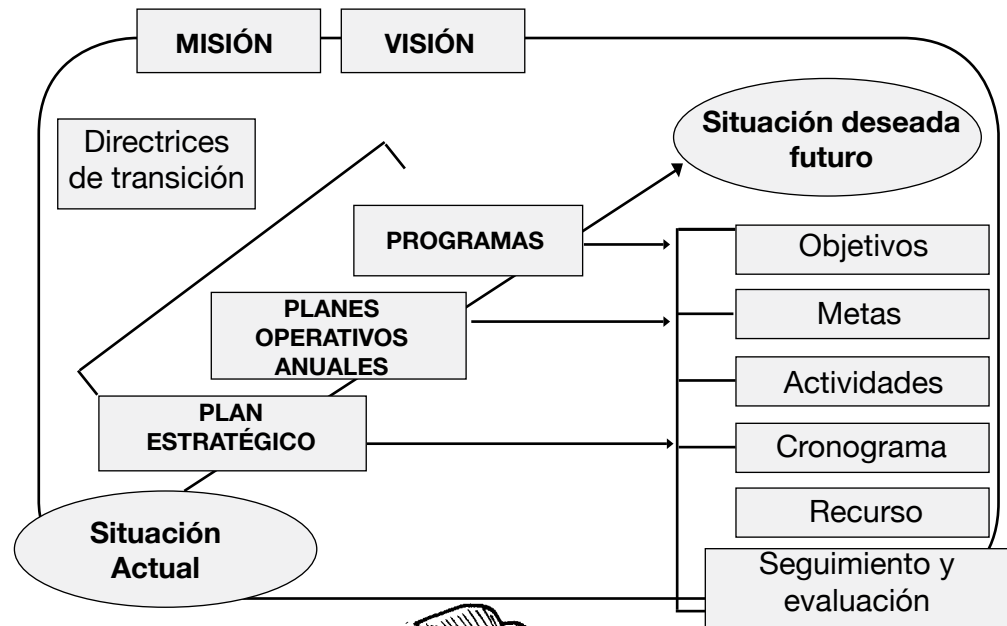 MISIÓN
VISIÓN
Directrices
de transición
Situación deseada
futuro
PROGRAMAS
PLANES
OPERATIVOS
ANUALES
PLAN
ESTRATÉGICO
Situación
Actual
Objetivos
Metas
Actividades
Cronograma
Recurso
Seguimiento y
evaluación